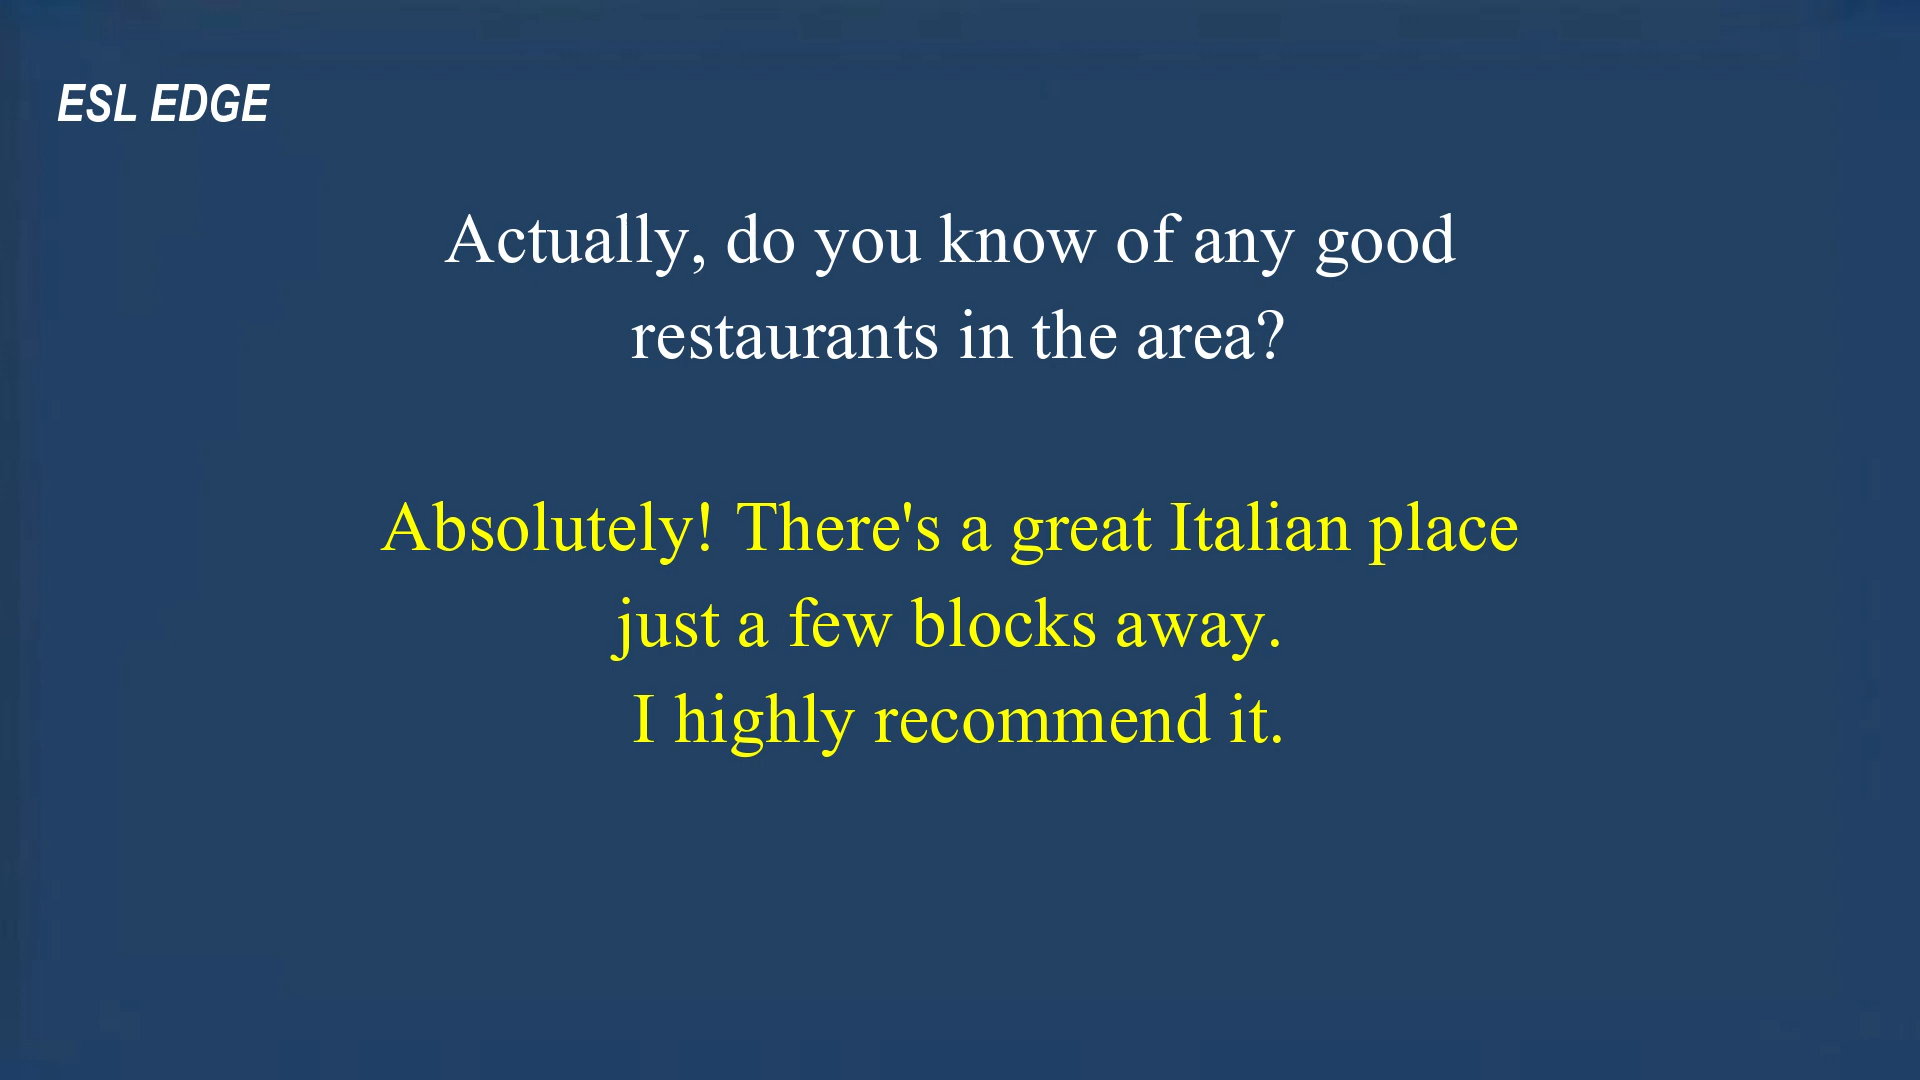 ESL EDGE
Actually, do you know of any good
restaurants in the area?
Absolutely! There's a great Italian place
just a few blocks away.
I highly recommend it.